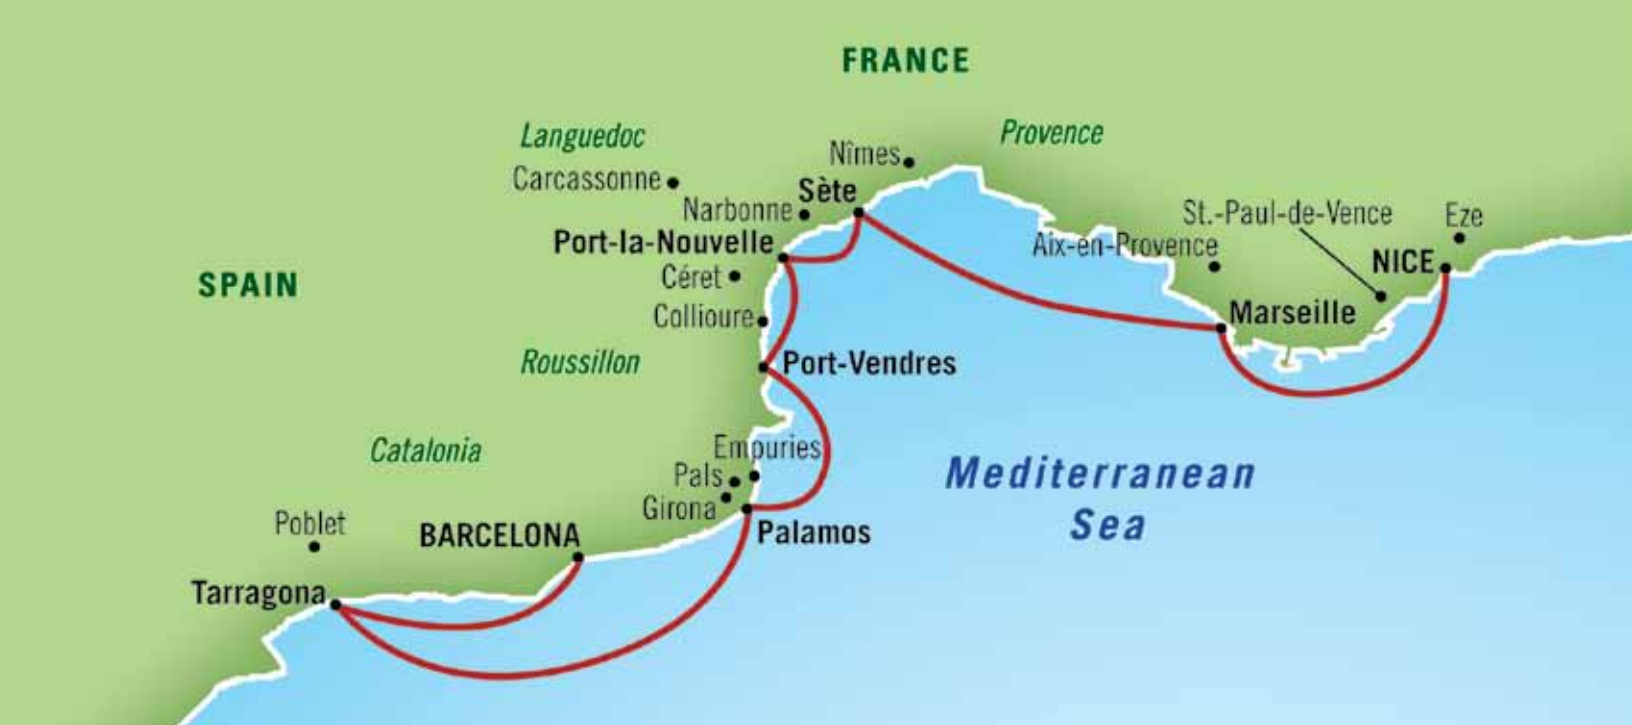 FRANCE
Languedoc
Provence
Nîmes
Carcassonne
Sète
Narbonne
St.-Paul-de-Vence
Eze
Port-la-Nouvelle
Aix-en-Provence
NICE
Céret
SPAIN
Collioure
Marseille
Roussillon
Port-Vendres
Catalonia
Empuries
Pals
Mediterranean
Sea
Girona
Poblet
BARCELONA
Palamos
Tarragona